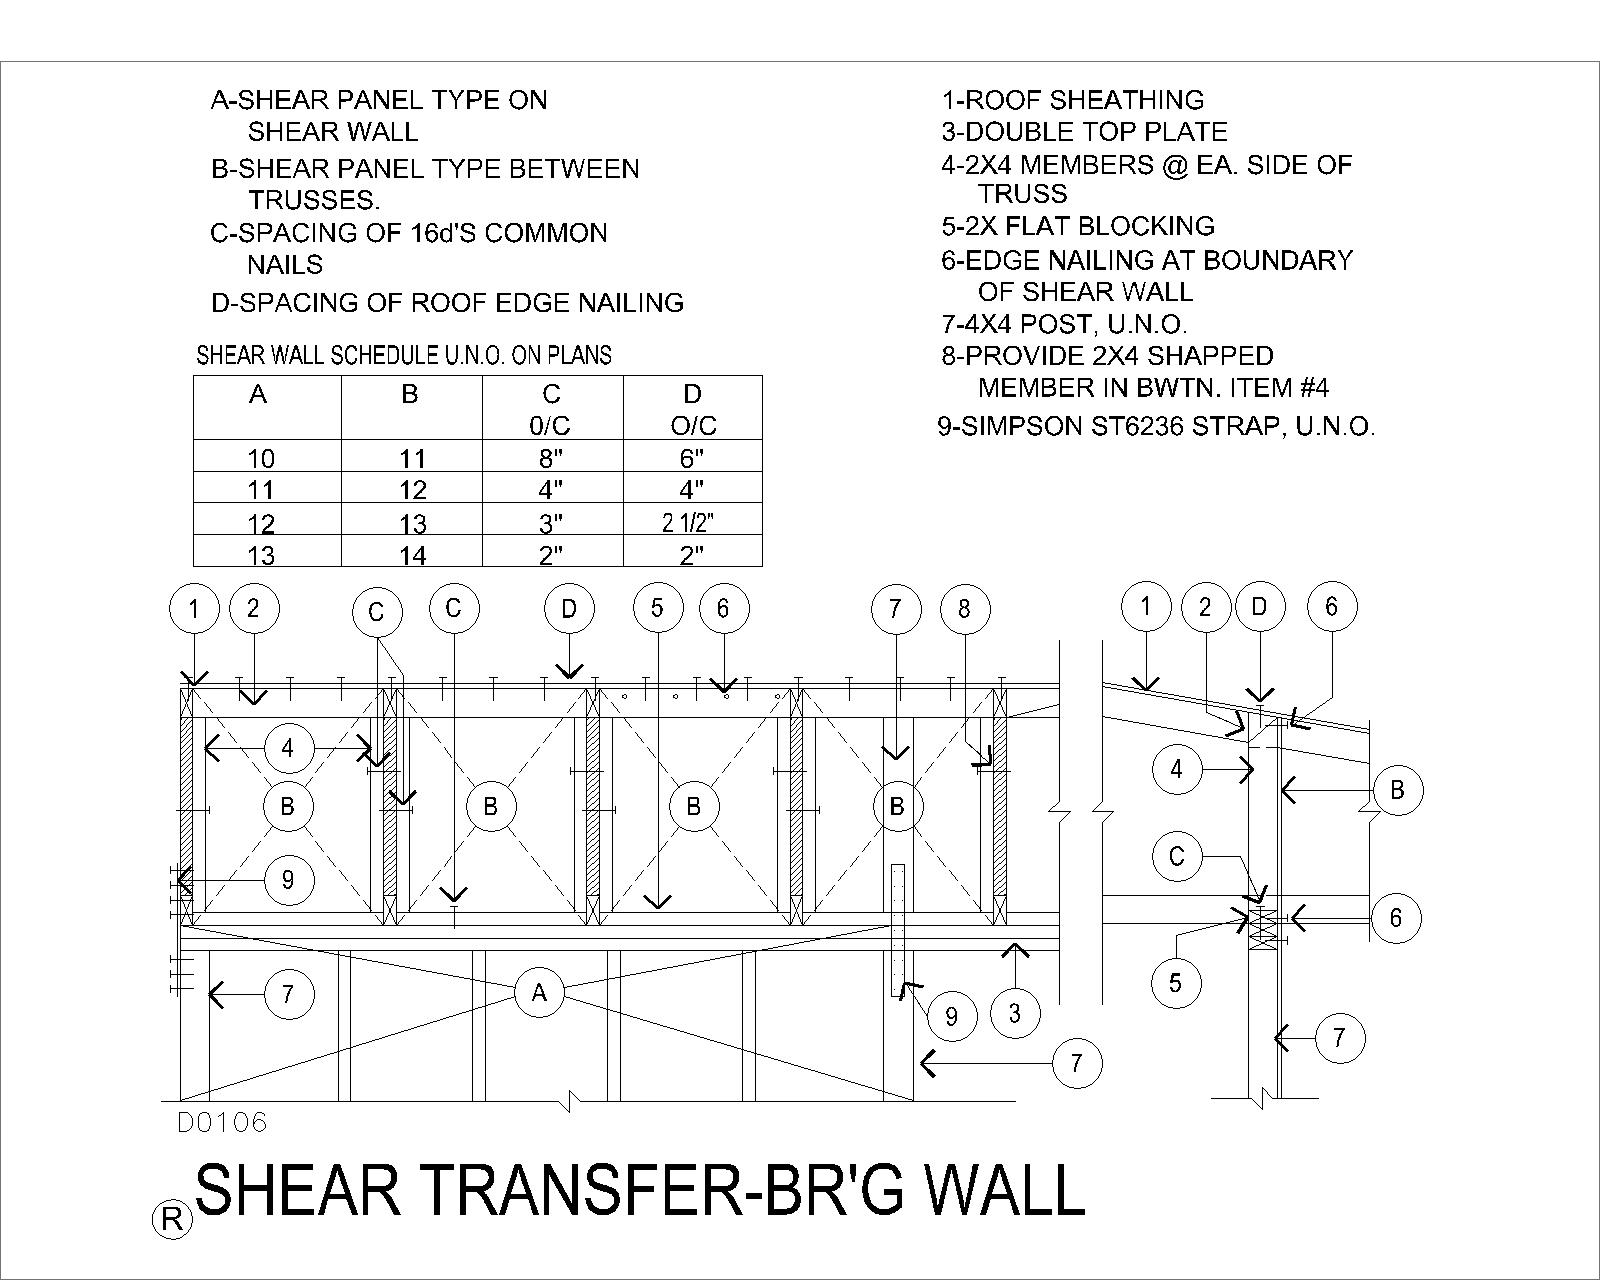 A-SHEAR PANEL TYPE ON
SHEAR WALL
B-SHEAR PANEL TYPE BETWEEN
TRUSSES.
C-SPACING OF 16d'S COMMON
NAILS
D-SPACING OF ROOF EDGE NAILING
1-ROOF SHEATHING
3-DOUBLE TOP PLATE
4-2X4 MEMBERS @ EA. SIDE OF
TRUSS
5-2X FLAT BLOCKING
6-EDGE NAILING AT BOUNDARY
OF SHEAR WALL
7-4X4 POST, U.N.O.
8-PROVIDE 2X4 SHAPPED
MEMBER IN BWTN. ITEM #4
9-SIMPSON ST6236 STRAP, U.N.O.
SHEAR WALL SCHEDULE U.N.O. ON PLANS
A B C D
0/C O/C
10 11 8" 6"
11 12 4" 4"
12 13 3" 2 1/2"
13 14 2" 2"
1 2 C C D 5 6 7 8 1 2 D 6
4 4
B B B B B
9 C
6
7 A 9 3 5
7 7
D0106
R SHEAR TRANSFER-BR'G WALL